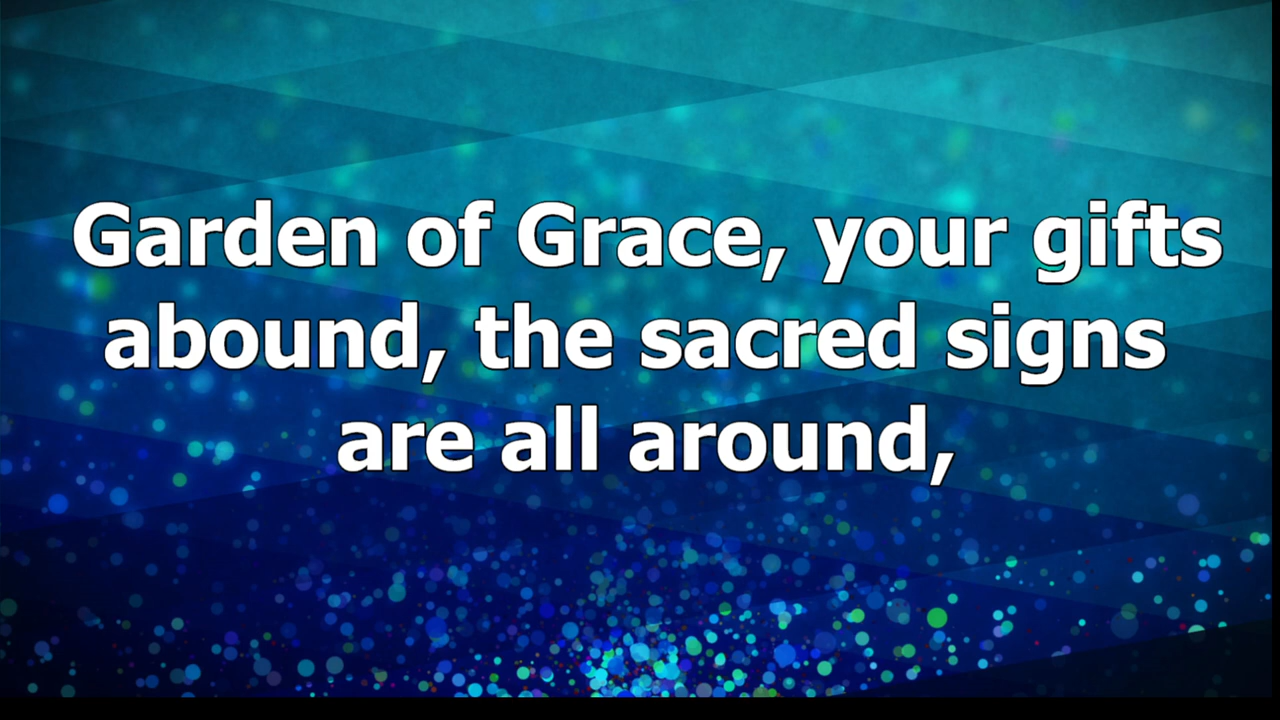 Garden of Grace, your gifts
abound, the sacred signs
are all around,